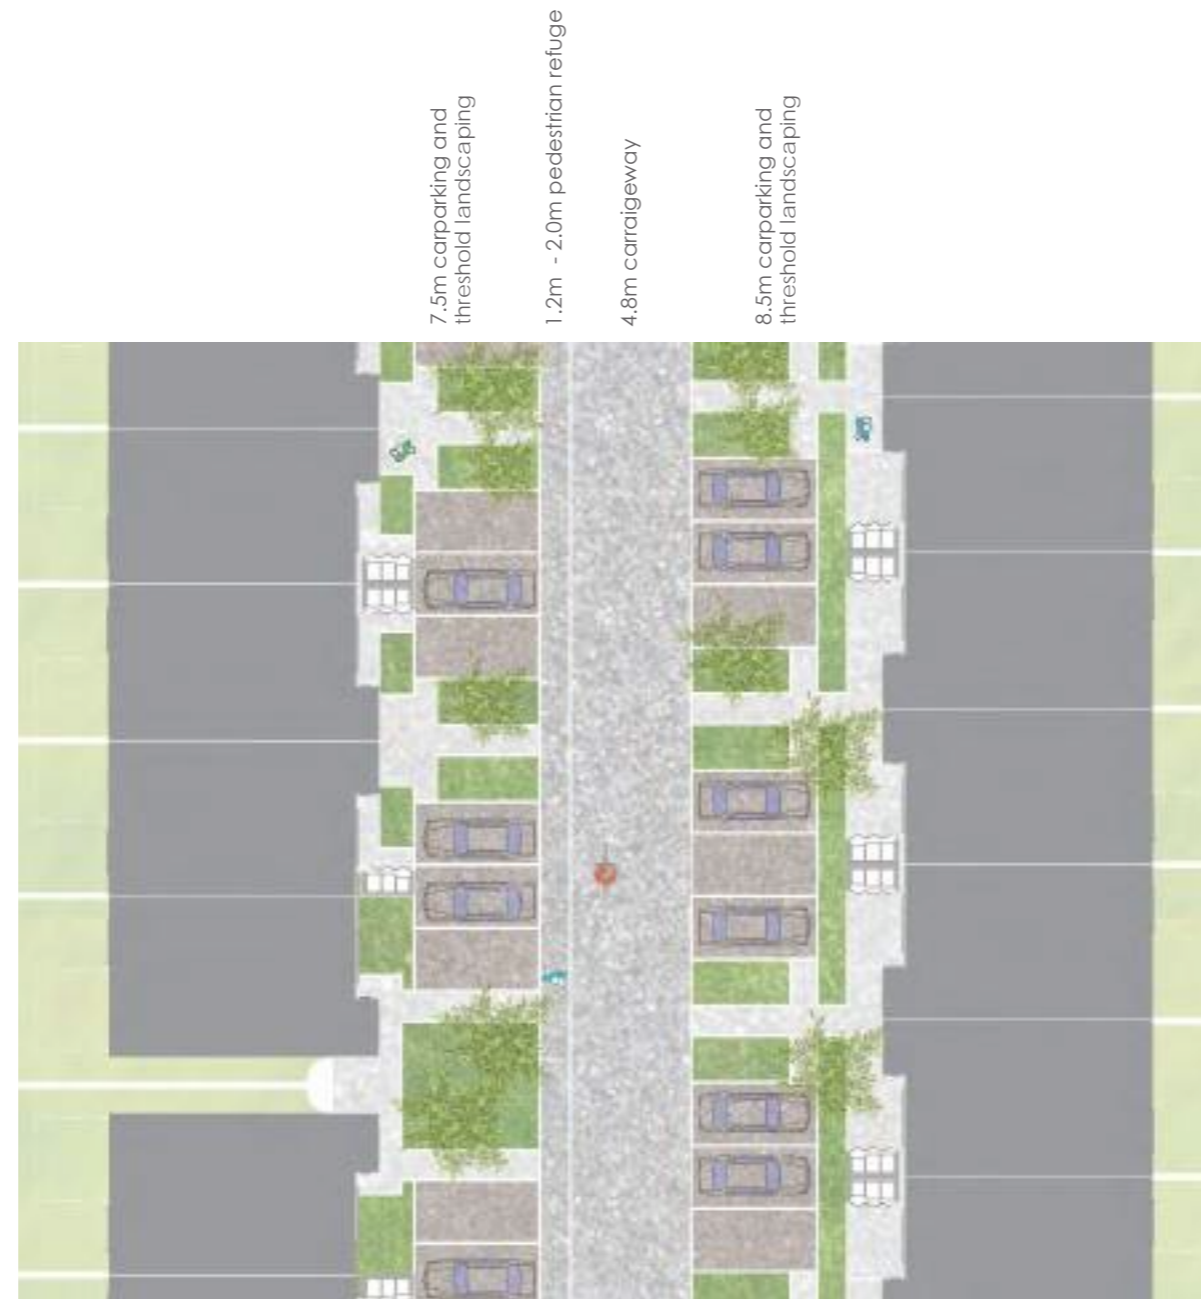 7.5m carparking and
threshold landscaping
1.2m - 2.0m pedestrian refuge
4.8m carraigeway
8.5m carparking and
threshold landscaping